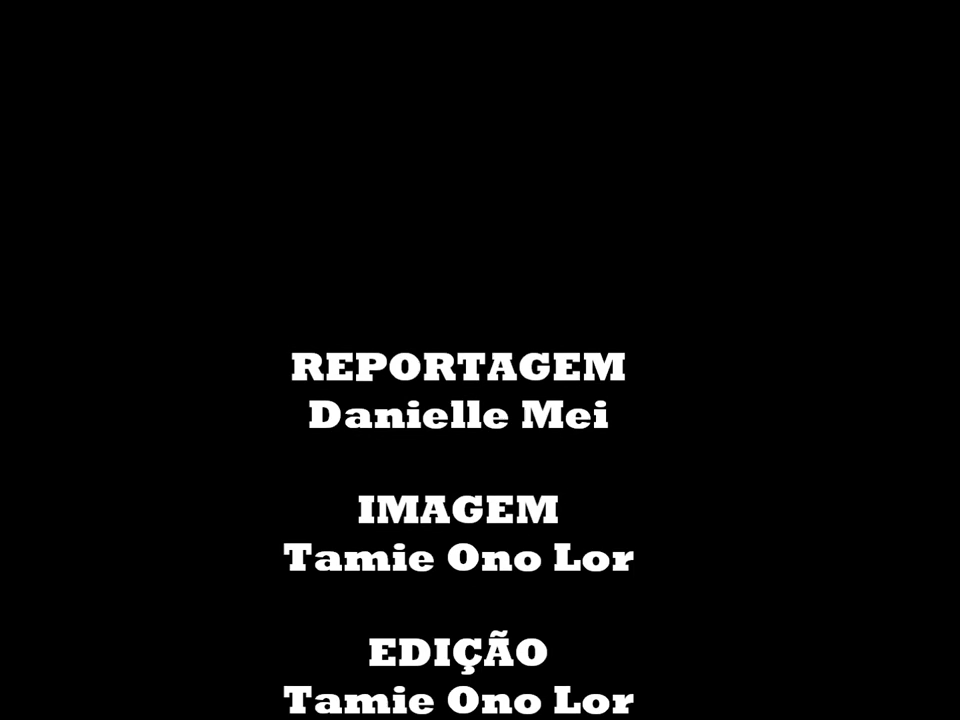 REPORTAGEM
Danielle Mei
IMAGEM
Tamie Ono Lor
EDIÇÃO
Tamie Ono Lor